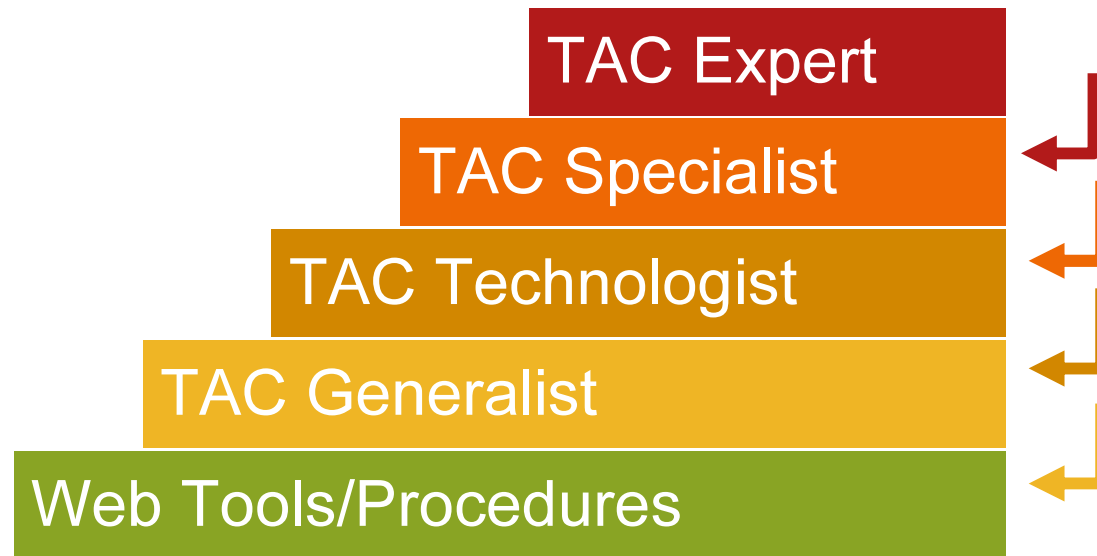 TAC Expert
TAC Specialist
TAC Technologist
TAC Generalist
Web Tools/Procedures